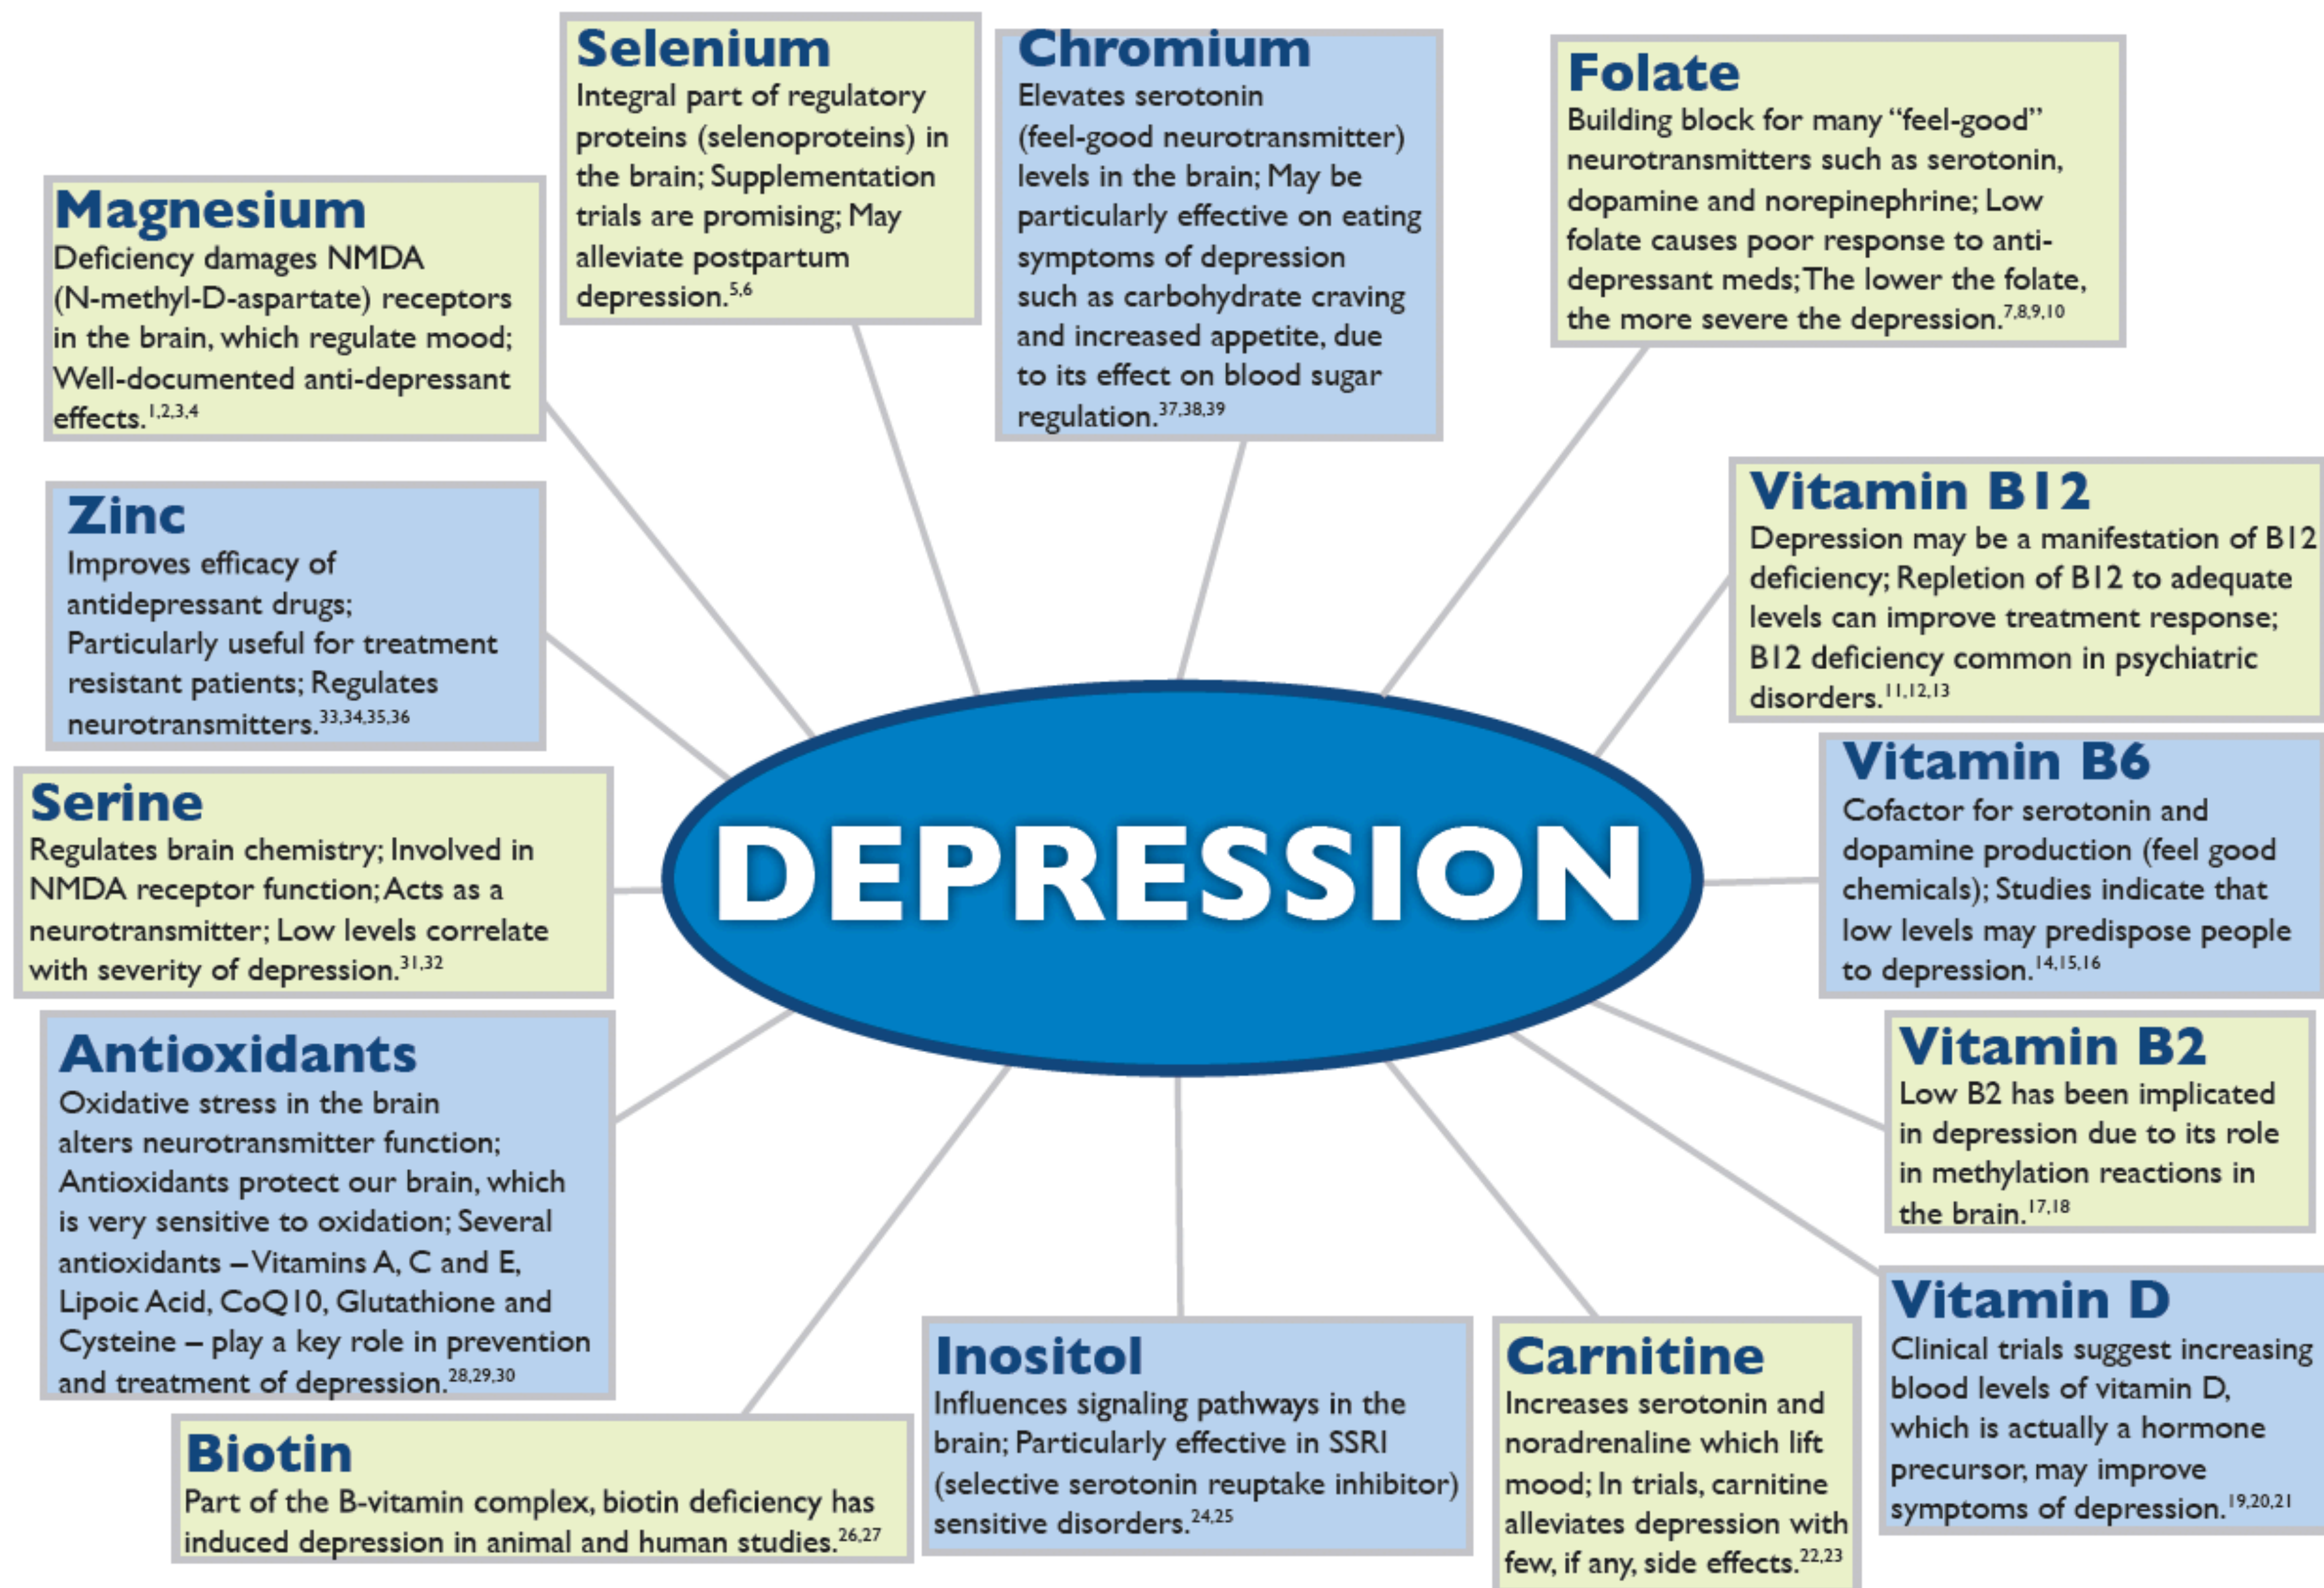 Selenium
Integral part of regulatory
proteins (selenoproteins) in
the brain; Supplementation
trials are promising; May
alleviate postpartum
depression.5,6
Chromium
Elevates serotonin
(feel-good neurotransmitter)
levels in the brain; May be
particularly effective on eating
symptoms of depression
such as carbohydrate craving
and increased appetite, due
to its effect on blood sugar
regulation.37,38,39
Folate
Building block for many “feel-good”
neurotransmitters such as serotonin,
dopamine and norepinephrine; Low
folate causes poor response to anti-
depressant meds; The lower the folate,
the more severe the depression.7,8,9,10
Magnesium
Deficiency damages NMDA
(N-methyl-D-aspartate) receptors
in the brain, which regulate mood;
Well-documented anti-depressant
effects.1,2,3,4
Vitamin B12
Depression may be a manifestation of B12
deficiency; Repletion of B12 to adequate
levels can improve treatment response;
B12 deficiency common in psychiatric
disorders.11,12,13
Zinc
Improves efficacy of
antidepressant drugs;
Particularly useful for treatment
resistant patients; Regulates
neurotransmitters.33,34,35,36
Vitamin B6
Cofactor for serotonin and
dopamine production (feel good
chemicals); Studies indicate that
low levels may predispose people
to depression.14,15,16
Serine
Regulates brain chemistry; Involved in
NMDA receptor function; Acts as a
neurotransmitter; Low levels correlate
with severity of depression.31,32
DEPRESSION
Antioxidants
Oxidative stress in the brain
alters neurotransmitter function;
Antioxidants protect our brain, which
is very sensitive to oxidation; Several
antioxidants – Vitamins A, C and E,
Lipoic Acid, CoQ10, Glutathione and
Cysteine – play a key role in prevention
and treatment of depression.28,29,30
Vitamin B2
Low B2 has been implicated
in depression due to its role
in methylation reactions in
the brain.17,18
Vitamin D
Clinical trials suggest increasing
blood levels of vitamin D,
which is actually a hormone
precursor, may improve
symptoms of depression.19,20,21
Inositol
Influences signaling pathways in the
brain; Particularly effective in SSRI
(selective serotonin reuptake inhibitor)
sensitive disorders.24,25
Carnitine
Increases serotonin and
noradrenaline which lift
mood; In trials, carnitine
alleviates depression with
few, if any, side effects.22,23
Biotin
Part of the B-vitamin complex, biotin deficiency has
induced depression in animal and human studies.26,27